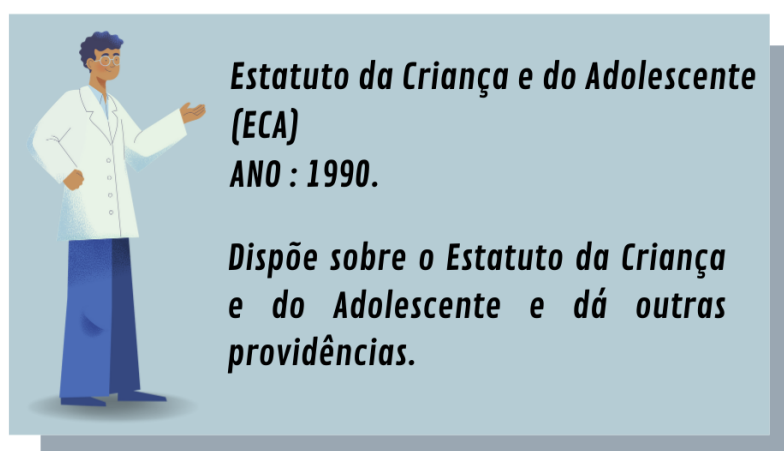 Estatuto da Criança e do Adolescente
(ECA)
ANO : 1990.
Dispõe sobre o Estatuto da Criança
e do Adolescente e dá outras
providências.